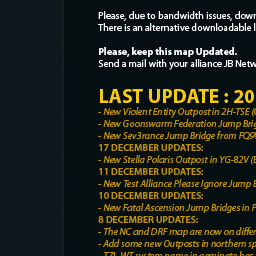 Please, due to bandwidth issues, down
There is an alternative downloadable
Please, keep this map Updated.
Send a mail with your alliance JB Netw
LAST UPDATE : 20
- New Violent Entity Outpost in 2H-TSE
- New Goonswarm Federation Jump Brig
- New Sev3rance Jump Bridge from FQ9
17 DECEMBER UPDATES:
- New Stella Polaris Outpost in YG-82V
11 DECEMBER UPDATES:
- New Test Alliance Please Ignore Jump
10 DECEMBER UPDATES:
- New Fatal Ascension Jump Bridges in
8 DECEMBER UPDATES:
- The NC and DRF map are now on differ
- Add some new Outposts in northern sp